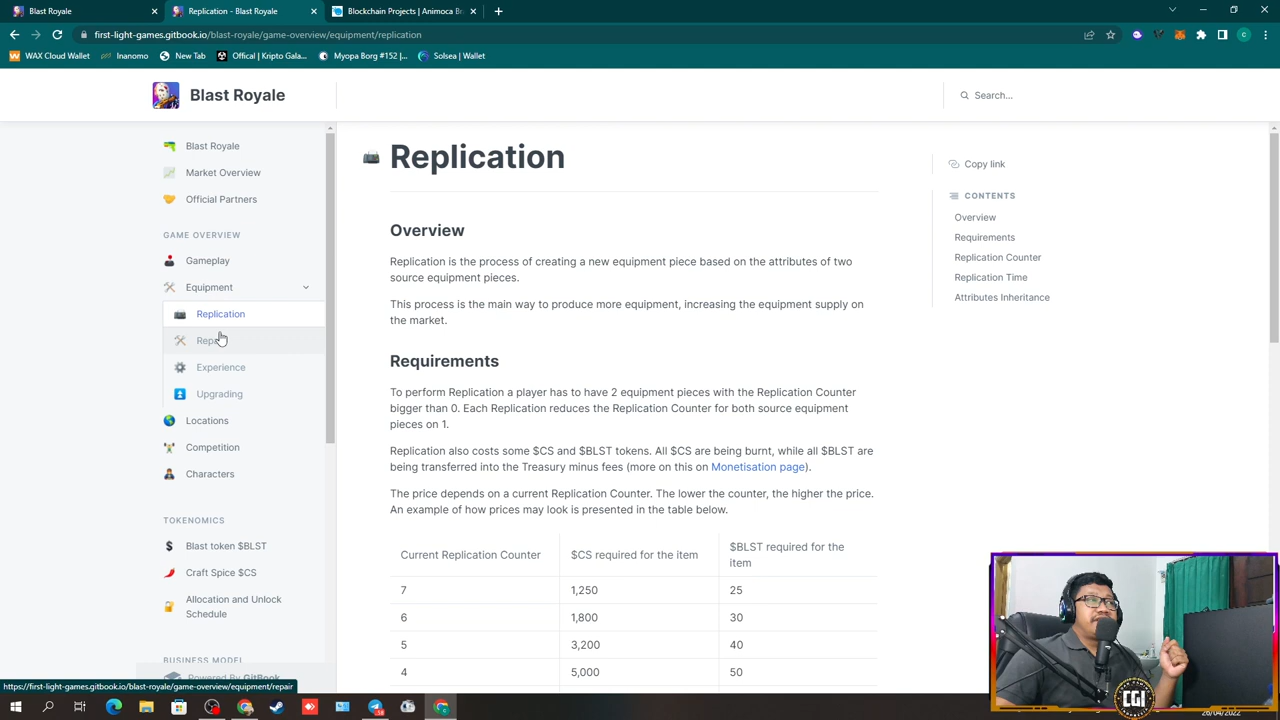 Blast Royale
Replication - Blast Royale
Blockchain Projects | Animoca Br
first-light-games.gitbook.io/blast-royale/game-overview/equipment/replication
WAX Cloud Wallet
Inanomo
New Tab
Offical | Kripto Gala...
Myopa Borg #152 |...
Solsea | Wallet
Blast Royale
Search...
Blast Royale
Market Overview
Official Partners
GAME OVERVIEW
Gameplay
Equipment
Replication
Experience
Upgrading
Locations
Competition
Characters
TOKENOMICS
Blast token $BLST
Craft Spice $CS
Allocation and Unlock
Schedule
BUSINESS MODEL
Powered By GitBook
Replication
Overview
Replication is the process of creating a new equipment piece based on the attributes of two
source equipment pieces.
This process is the main way to produce more equipment, increasing the equipment supply on
the market.
Requirements
To perform Replication a player has to have 2 equipment pieces with the Replication Counter
bigger than 0. Each Replication reduces the Replication Counter for both source equipment
pieces on 1.
Replication also costs some $CS and $BLST tokens. All $CS are being burnt, while all $BLST are
being transferred into the Treasury minus fees (more on this on Monetisation page).
The price depends on a current Replication Counter. The lower the counter, the higher the price.
An example of how prices may look is presented in the table below.
Current Replication Counter $CS required for the item $BLST required for the
item
7 1,250 25
6 1,800 30
5 3,200 40
4 5,000 50
Copy link
CONTENTS
Overview
Requirements
Replication Counter
Replication Time
Attributes Inheritance
https://first-light-games.gitbook.io/blast-royale/game-overview/equipment/repair
CGI
26/04/2022